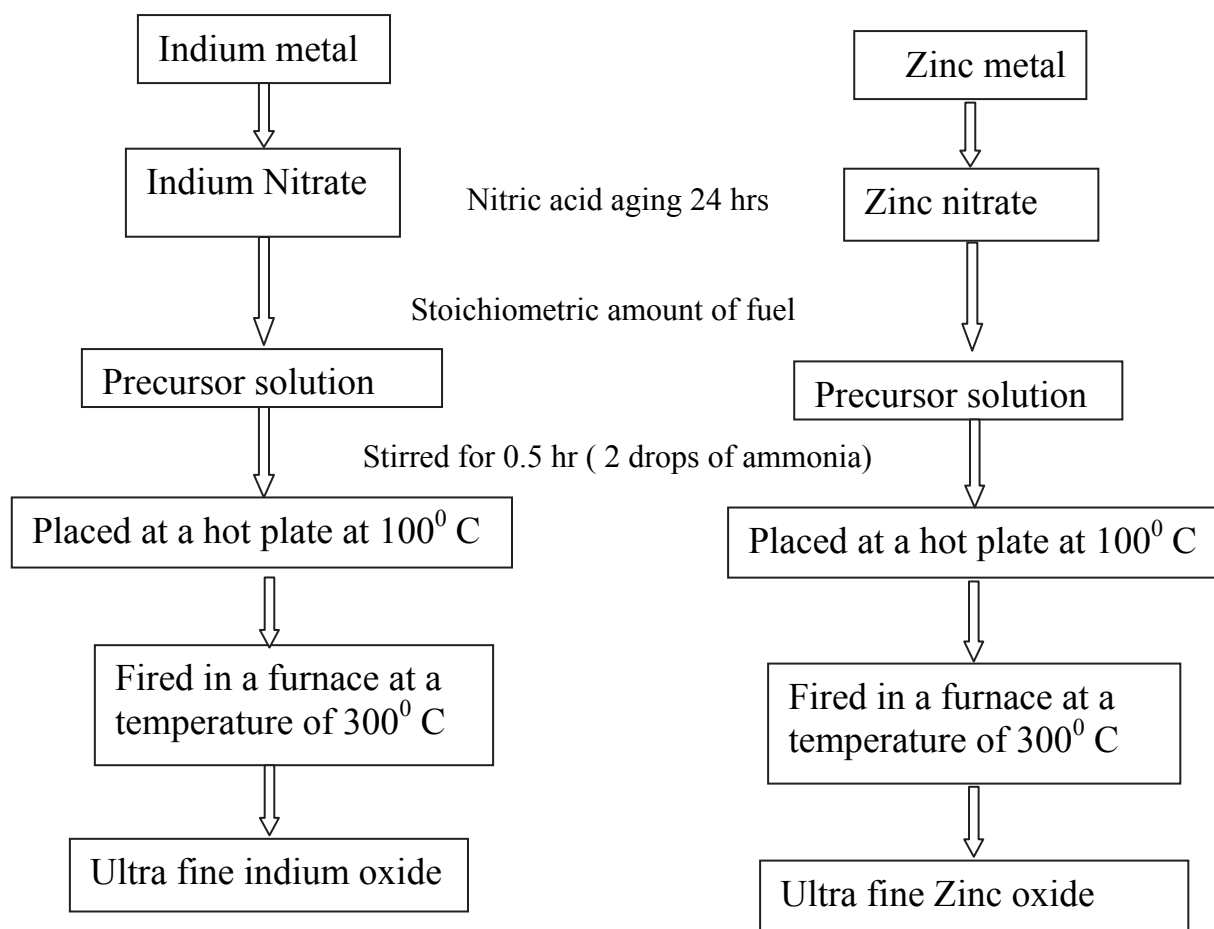 Indium metal
Zinc metal
Indium Nitrate
Nitric acid aging 24 hrs
Zinc nitrate
Stoichiometric amount of fuel
Precursor solution
Precursor solution
Stirred for 0.5 hr ( 2 drops of ammonia)
Placed at a hot plate at 100⁰ C
Placed at a hot plate at 100⁰ C
Fired in a furnace at a
temperature of 300⁰ C
Fired in a furnace at a
temperature of 300⁰ C
Ultra fine indium oxide
Ultra fine Zinc oxide